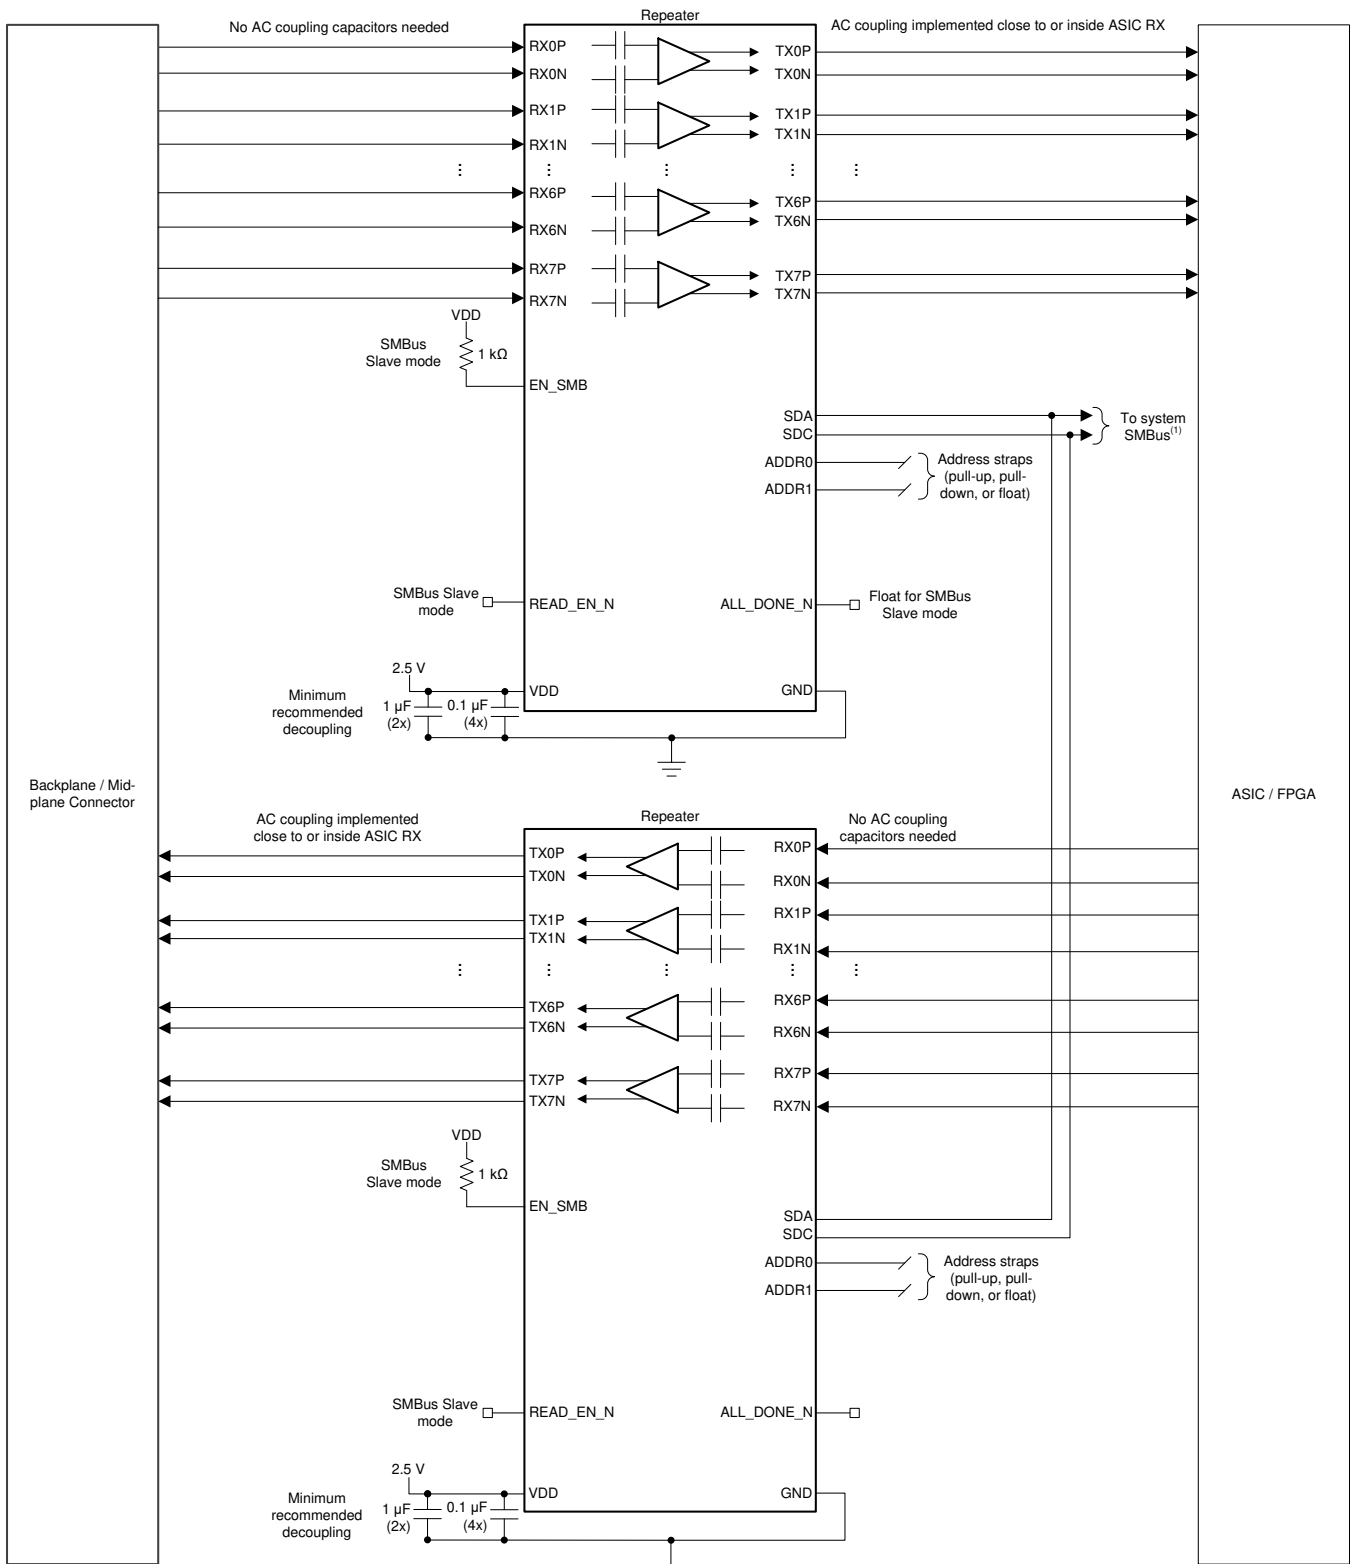 Repeater
No AC coupling capacitors needed
AC coupling implemented close to or inside ASIC RX
RX0P
TX0P
RX0N
TX0N
RX1P
TX1P
RX1N
TX1N
RX6P
TX6P
RX6N
TX6N
RX7P
TX7P
RX7N
TX7N
VDD
SMBus
Slave mode
1 kΩ
EN_SMB
SDA
SDC
To system
SMBus(1)
ADDR0
ADDR1
Address straps
(pull-up, pull-
down, or float)
SMBus Slave
mode
READ_EN_N
ALL_DONE_N
Float for SMBus
Slave mode
2.5 V
VDD
GND
Minimum
recommended
decoupling
1 µF
(2x)
0.1 µF
(4x)
Backplane / Mid-
plane Connector
ASIC / FPGA
Repeater
AC coupling implemented
close to or inside ASIC RX
No AC coupling
capacitors needed
TX0P
RX0P
TX0N
RX0N
TX1P
RX1P
TX1N
RX1N
TX6P
RX6P
TX6N
RX6N
TX7P
RX7P
TX7N
RX7N
VDD
SMBus
Slave mode
1 kΩ
EN_SMB
SDA
SDC
ADDR0
ADDR1
Address straps
(pull-up, pull-
down, or float)
SMBus Slave
mode
READ_EN_N
ALL_DONE_N
2.5 V
VDD
GND
Minimum
recommended
decoupling
1 µF
(2x)
0.1 µF
(4x)